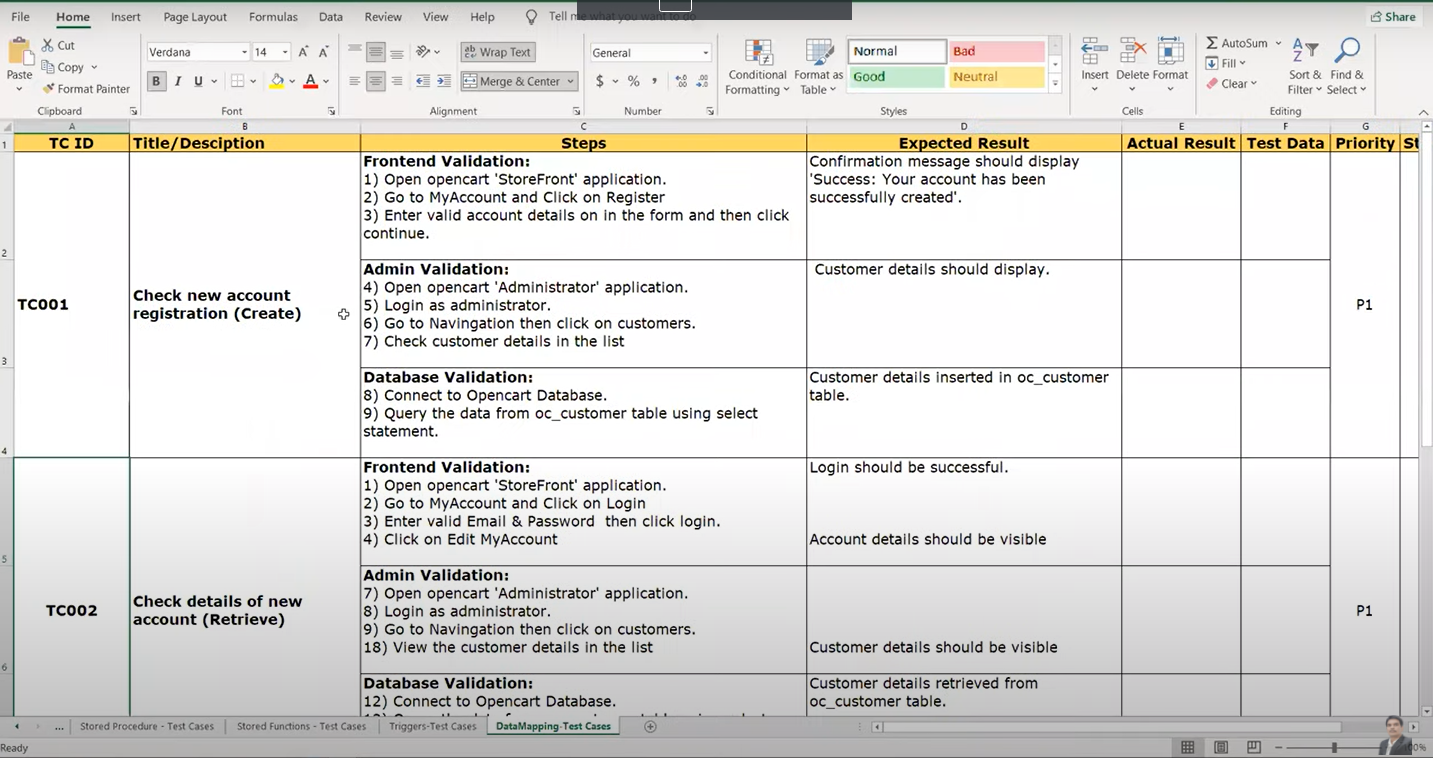 File Home Insert Page Layout Formulas Data Review View Help Tell me what you want to do Share
Cut
Copy
Format Painter
Paste
Clipboard
Verdana 14 A A
B I U A
Font
ab Wrap Text
Merge & Center
Alignment
General
$ % ,
Number
Conditional Formatting
Format as Table
Normal Bad
Good Neutral
Styles
Insert Delete Format
Cells
AutoSum
Fill
Clear
Sort & Filter
Find & Select
Editing
A B C D E F G
1 TC ID Title/Desciption Steps Expected Result Actual Result Test Data Priority St
2
3
4
TC001
Check new account
registration (Create)
Frontend Validation:
1) Open opencart 'StoreFront' application.
2) Go to MyAccount and Click on Register
3) Enter valid account details on in the form and then click
continue.
Confirmation message should display
'Success: Your account has been
successfully created'.
Admin Validation:
4) Open opencart 'Administrator' application.
5) Login as administrator.
6) Go to Navingation then click on customers.
7) Check customer details in the list
Customer details should display.
P1
Database Validation:
8) Connect to Opencart Database.
9) Query the data from oc_customer table using select
statement.
Customer details inserted in oc_customer
table.
5
6
TC002
Check details of new
account (Retrieve)
Frontend Validation:
1) Open opencart 'StoreFront' application.
2) Go to MyAccount and Click on Login
3) Enter valid Email & Password then click login.
4) Click on Edit MyAccount
Login should be successful.
Account details should be visible
Admin Validation:
7) Open opencart 'Administrator' application.
8) Login as administrator.
9) Go to Navingation then click on customers.
18) View the customer details in the list
Customer details should be visible
P1
Database Validation:
12) Connect to Opencart Database.
Customer details retrieved from
oc_customer table.
... Stored Procedure - Test Cases Stored Functions - Test Cases Triggers-Test Cases DataMapping-Test Cases
Ready